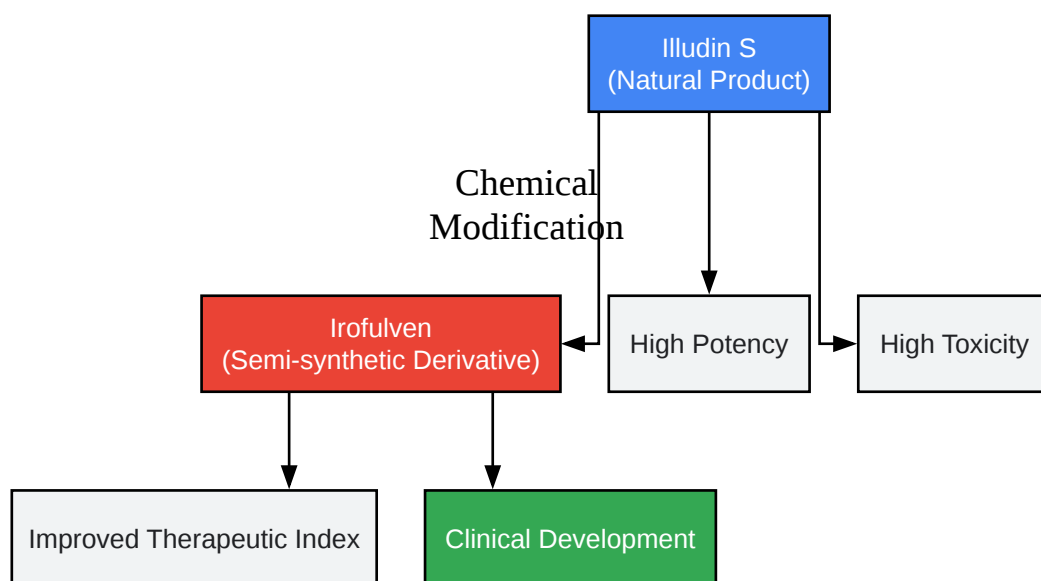 Illudin S
(Natural Product)
Chemical
Modification
Irofulven
(Semi-synthetic Derivative)
High Potency
High Toxicity
Improved Therapeutic Index
Clinical Development